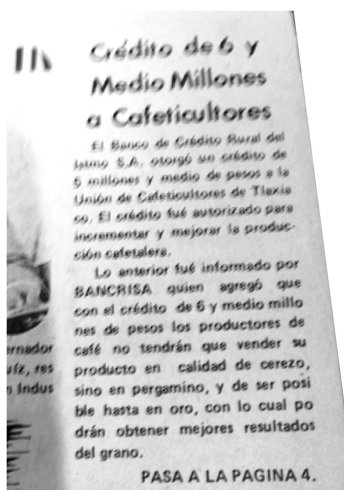 Crédito de 6 y
Medio Millones
a Cafeticultores
El Banco de Crédito Rural del
Istmo S.A. otorgó un crédito de
6 millones y medio de pesos a la
Unión de Cafeticultores de Tlaxia
co. El crédito fué autorizado para
incrementar y mejorar la produc-
ción cafetalera.
Lo anterior fué informado por
BANCRISA quien agregó que
con el crédito de 6 y medio millo
nes de pesos los productores de
café no tendrán que vender su
producto en calidad de cerezo,
sino en pergamino, y de ser posi
ble hasta en oro, con lo cual po
drán obtener mejores resultados
del grano.
PASA A LA PAGINA 4.
ernador
uíz, res
n Indus